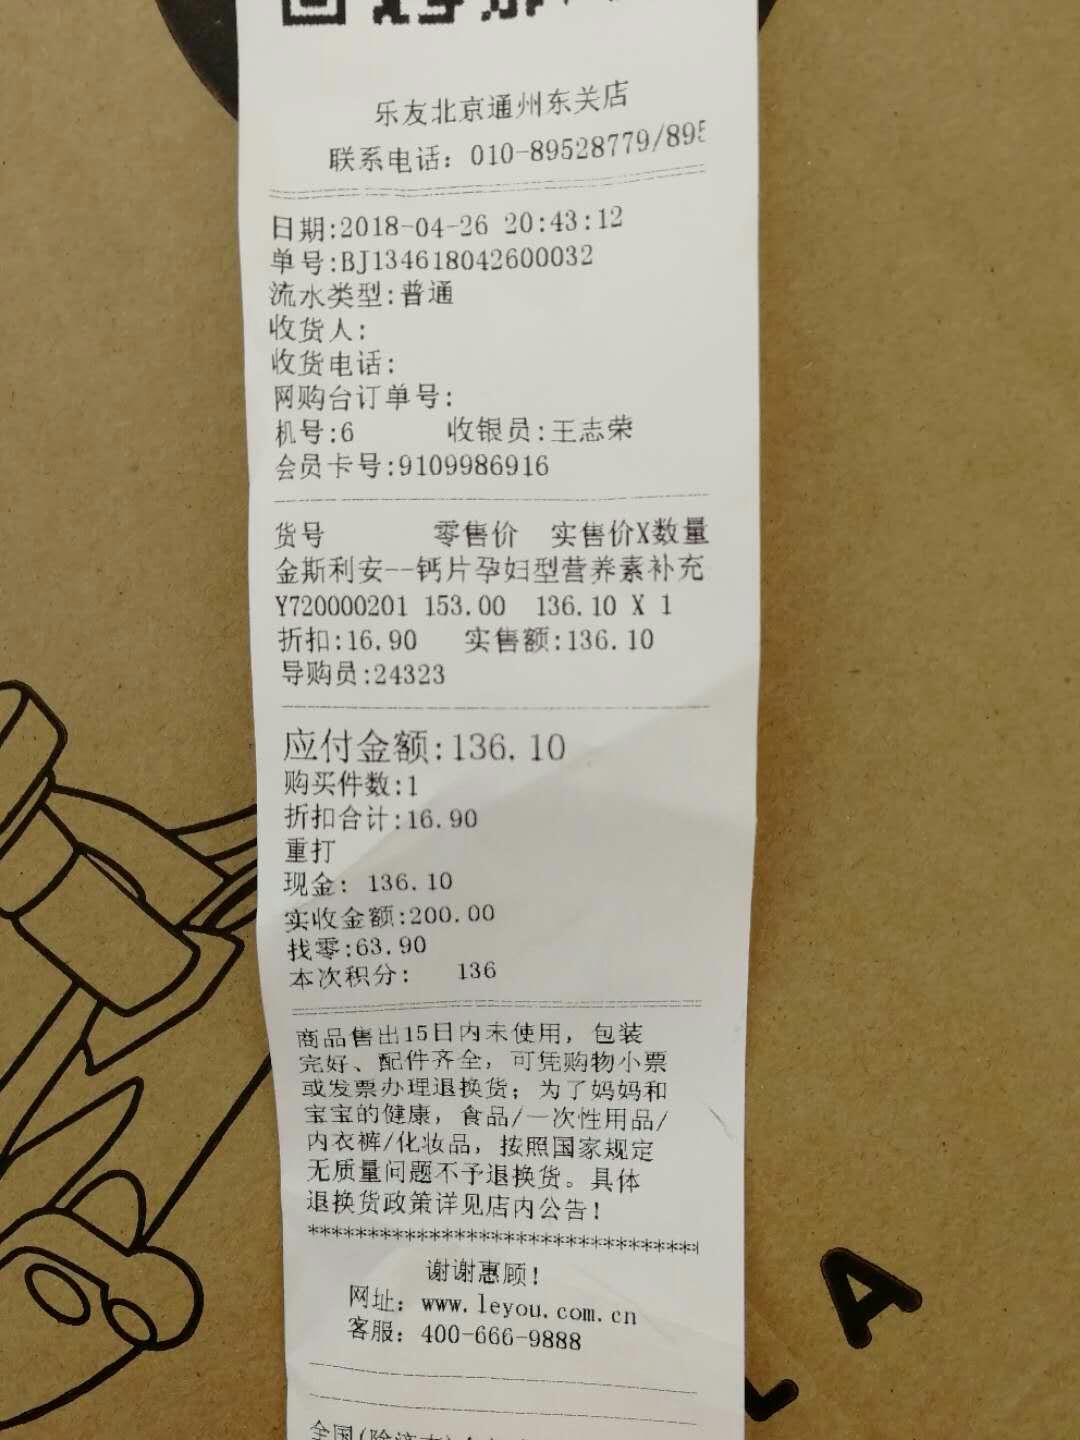 乐友北京通州东关店
联系电话：010-89528779/895
日期:2018-04-26 20:43:12
单号:BJ134618042600032
流水类型:普通
收货人:
收货电话:
网购台订单号:
机号:6 收银员:王志荣
会员卡号:9109986916
货号 零售价 实售价X数量
金斯利安--钙片孕妇型营养素补充
Y720000201 153.00 136.10 X 1
折扣:16.90 实售额:136.10
导购员:24323
应付金额:136.10
购买件数:1
折扣合计:16.90
重打
现金: 136.10
实收金额:200.00
找零:63.90
本次积分: 136
商品售出15日内未使用，包装
完好、配件齐全，可凭购物小票
或发票办理退换货；为了妈妈和
宝宝的健康，食品/一次性用品/
内衣裤/化妆品，按照国家规定
无质量问题不予退换货。具体
退换货政策详见店内公告！
*********************************
谢谢惠顾！
网址：www.leyou.com.cn
客服：400-666-9888
全国(除
L A